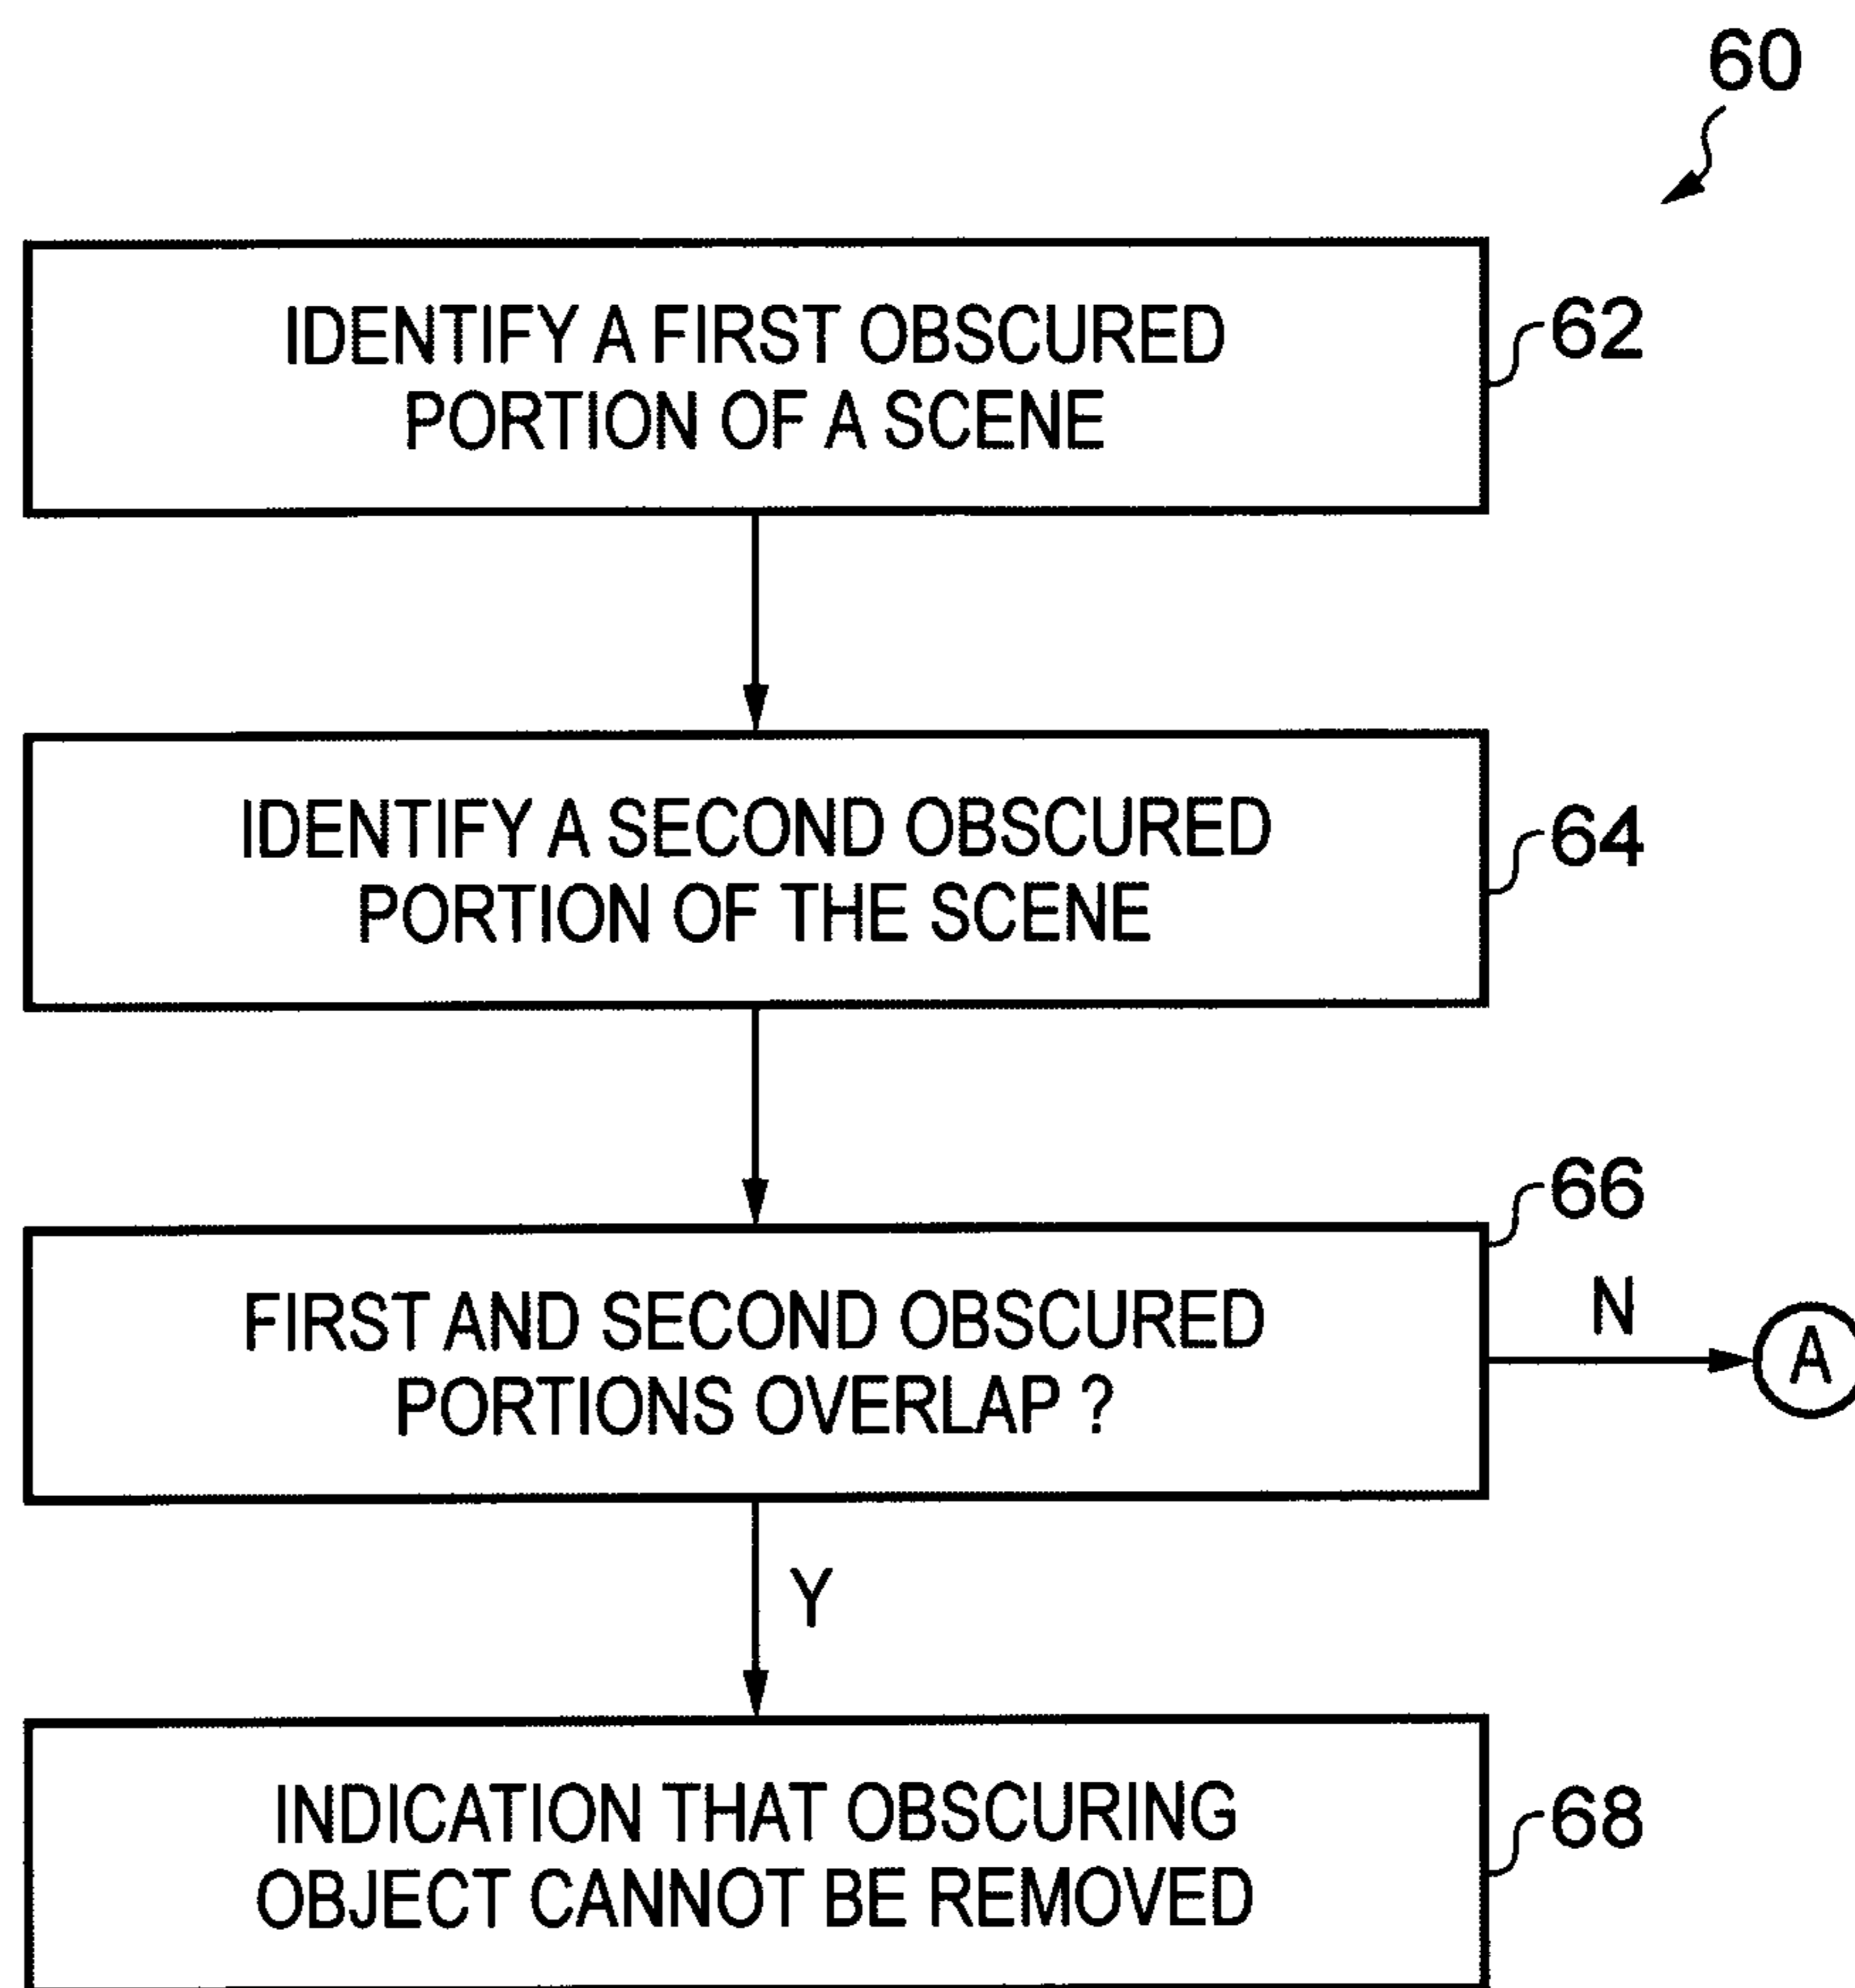 60
IDENTIFY A FIRST OBSCURED
PORTION OF A SCENE
62
IDENTIFY A SECOND OBSCURED
PORTION OF THE SCENE
64
66
FIRST AND SECOND OBSCURED
PORTIONS OVERLAP ?
N
A
Y
INDICATION THAT OBSCURING
OBJECT CANNOT BE REMOVED
68